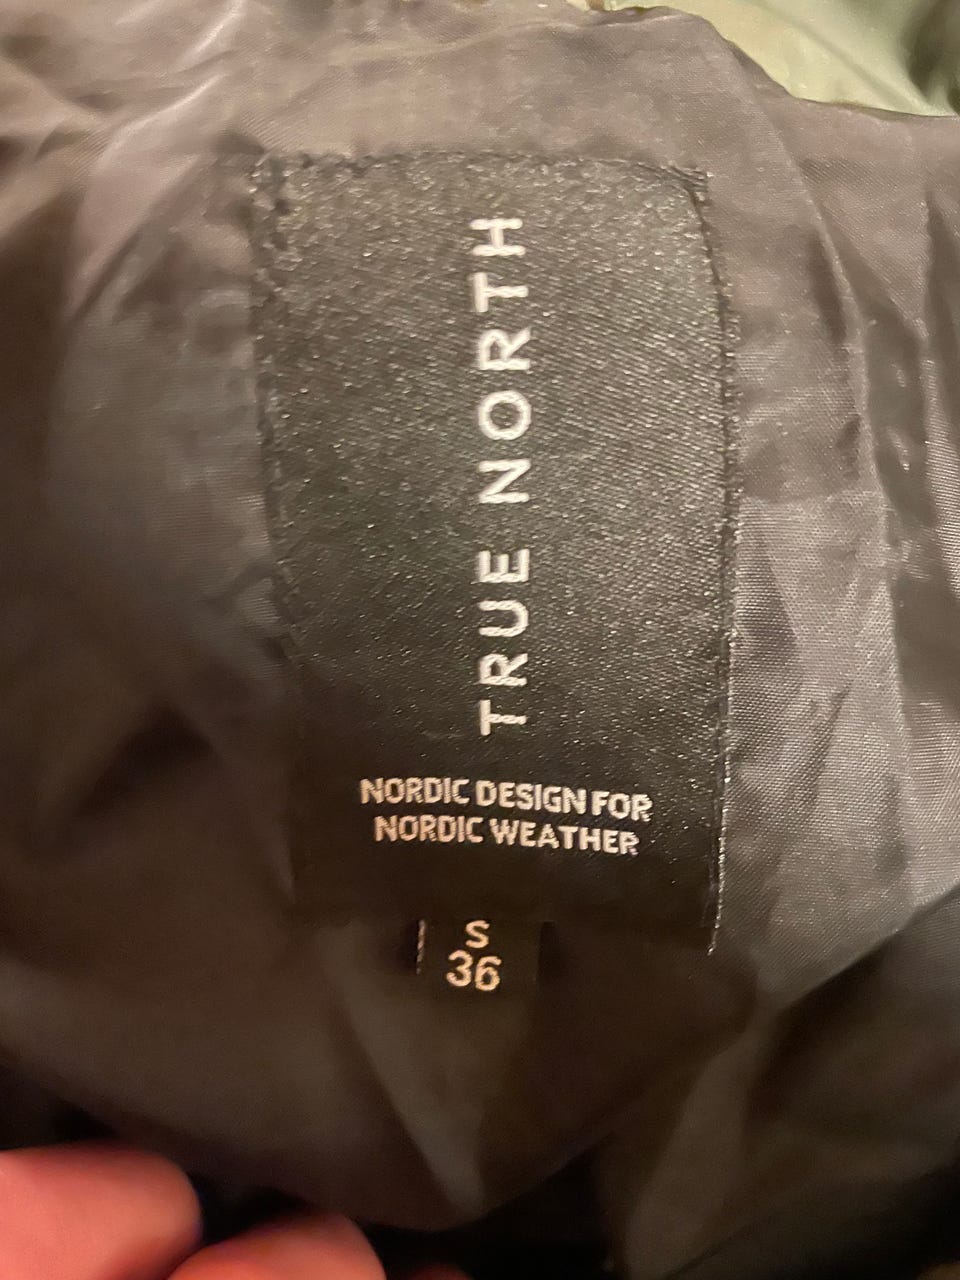 TRUE NORTH
NORDIC DESIGN FOR
NORDIC WEATHER
S
36